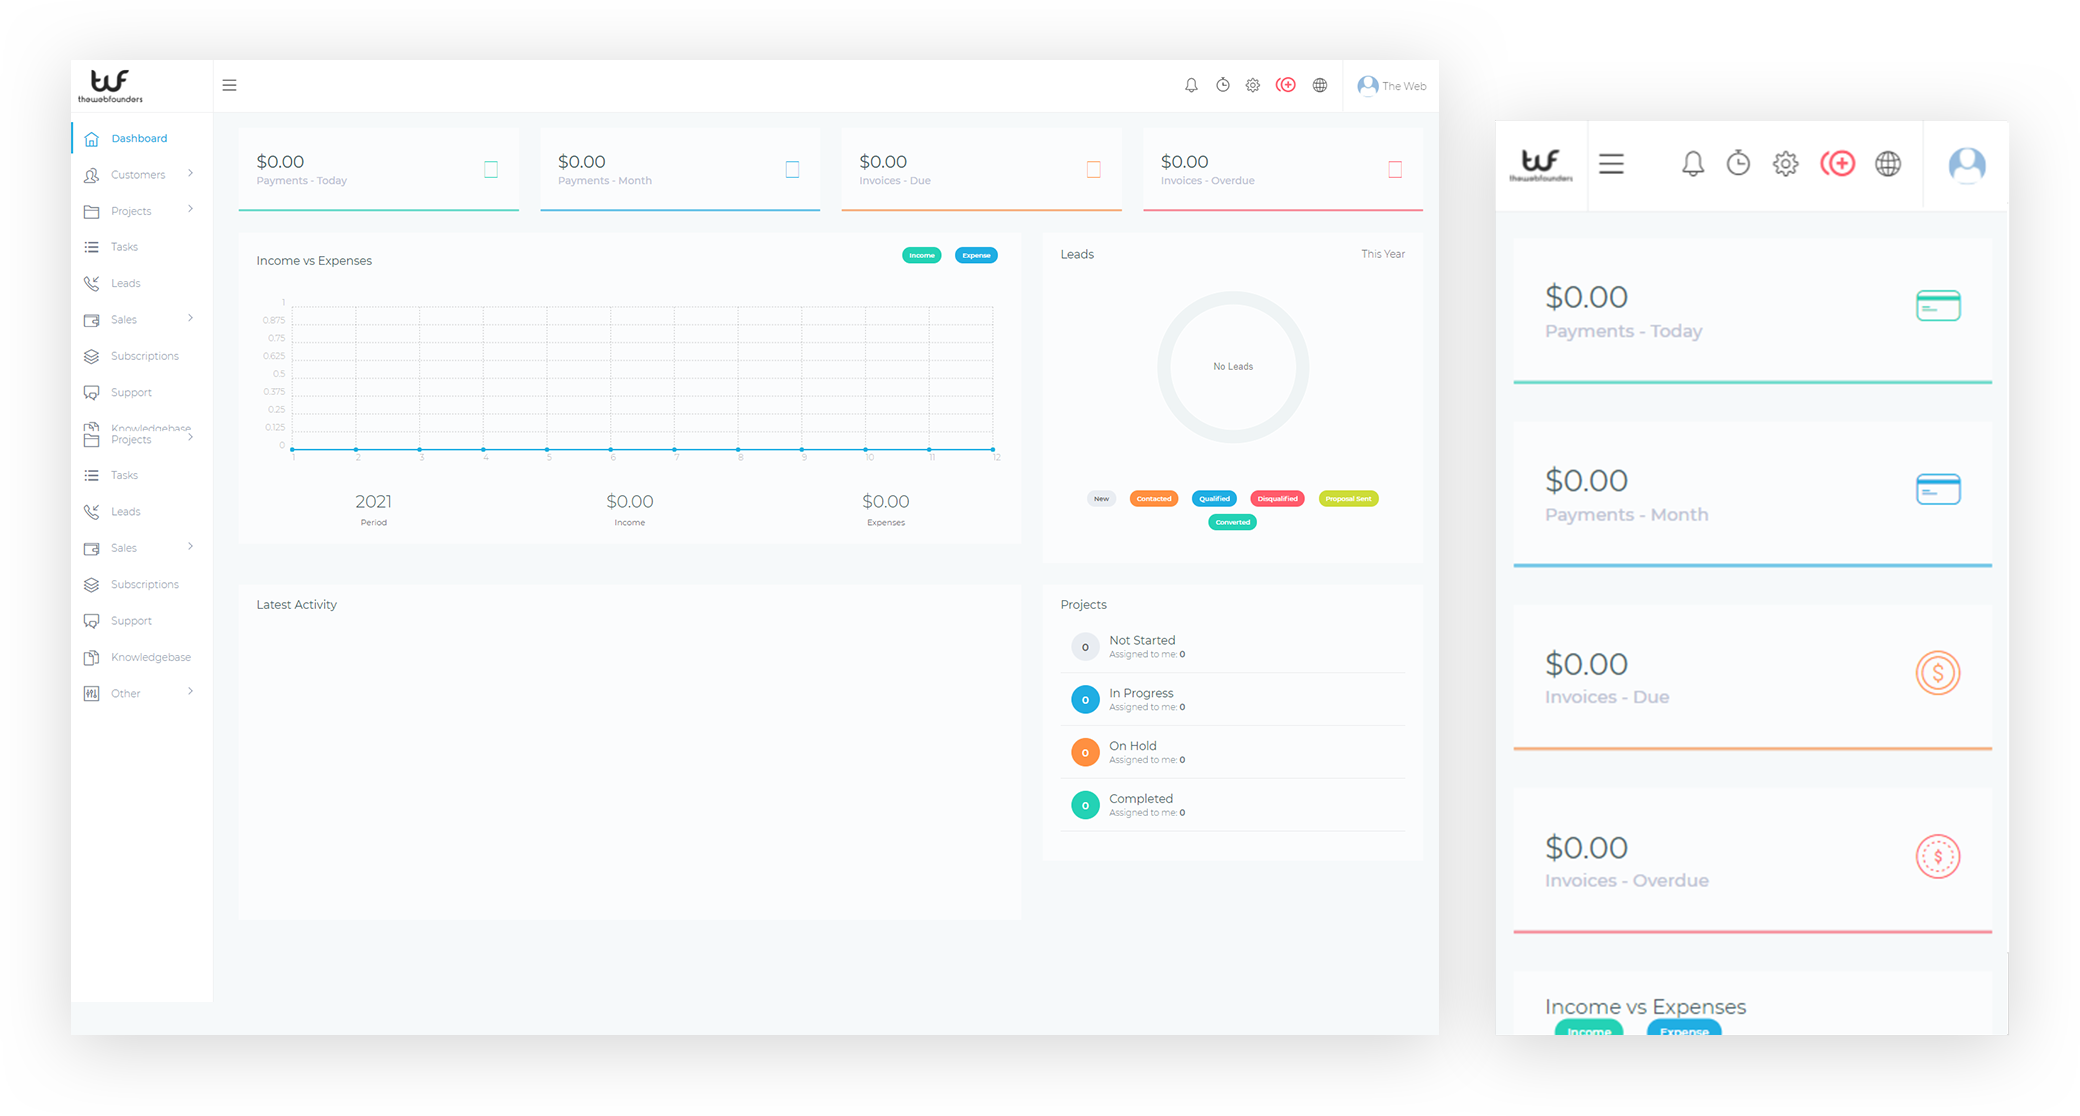 twf
thewebfounders
The Web
Dashboard
Customers
Projects
Tasks
Leads
Sales
Subscriptions
Support
Knowledgebase
Projects
Tasks
Leads
Sales
Subscriptions
Support
Knowledgebase
Other
$0.00
Payments - Today
$0.00
Payments - Month
$0.00
Invoices - Due
$0.00
Invoices - Overdue
Income vs Expenses
Income Expense
1
0.875
0.75
0.625
0.5
0.375
0.25
0.125
0
1 2 3 4 5 6 7 8 9 10 11 12
2021 $0.00 $0.00
Period Income Expenses
Leads This Year
No Leads
New Contacted Qualified Disqualified Proposal Sent
Converted
Latest Activity
Projects
0 Not Started
Assigned to me: 0
0 In Progress
Assigned to me: 0
0 On Hold
Assigned to me: 0
0 Completed
Assigned to me: 0
twf
thewebfounders
$0.00
Payments - Today
$0.00
Payments - Month
$0.00
Invoices - Due
$0.00
Invoices - Overdue
Income vs Expenses
Income Expense